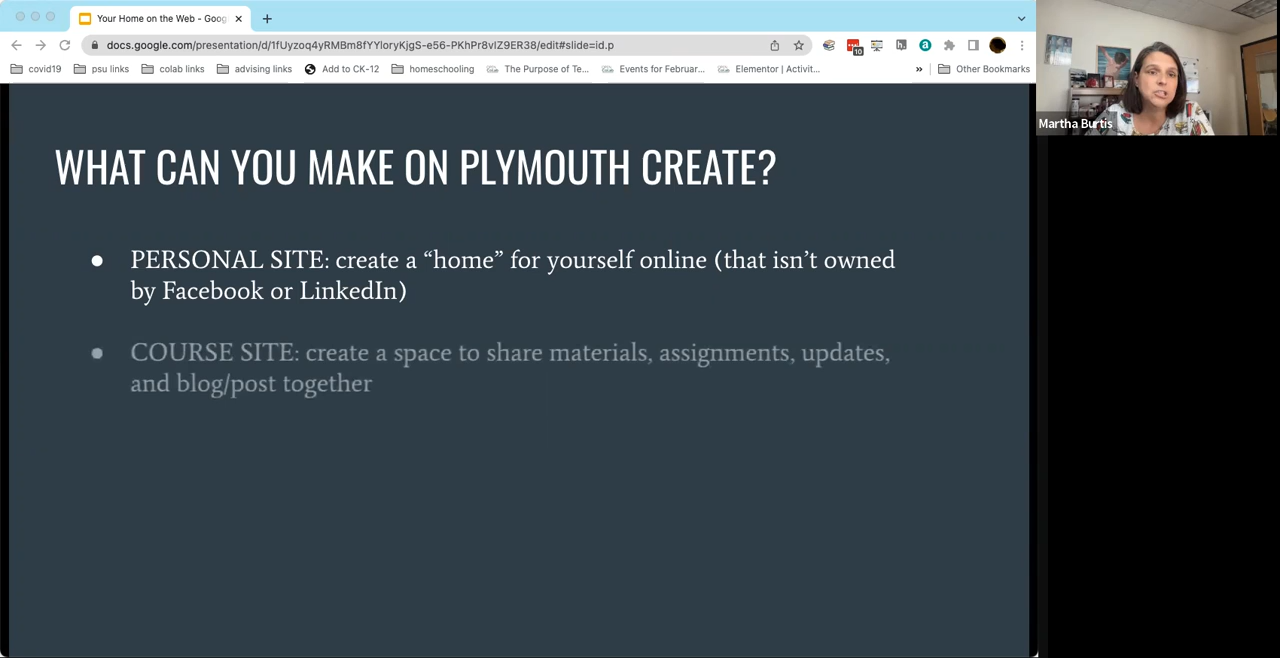 Your Home on the Web - Goog
docs.google.com/presentation/d/1fUyzoq4yRMBm8fYYloryKjgS-e56-PKhPr8vIZ9ER38/edit#slide=id.p
10
covid19 psu links colab links advising links Add to CK-12 homeschooling The Purpose of Te... Events for Februar... Elementor | Activit... » Other Bookmarks
WHAT CAN YOU MAKE ON PLYMOUTH CREATE?
● PERSONAL SITE: create a “home” for yourself online (that isn’t owned
by Facebook or LinkedIn)
● COURSE SITE: create a space to share materials, assignments, updates,
and blog/post together
Martha Burtis